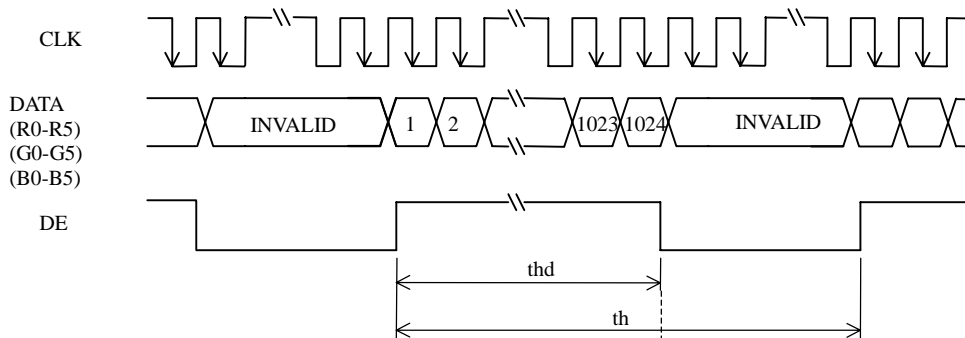 CLK
DATA
(R0-R5)
(G0-G5)
(B0-B5)
INVALID 1 2 1023 1024 INVALID
DE
thd
th